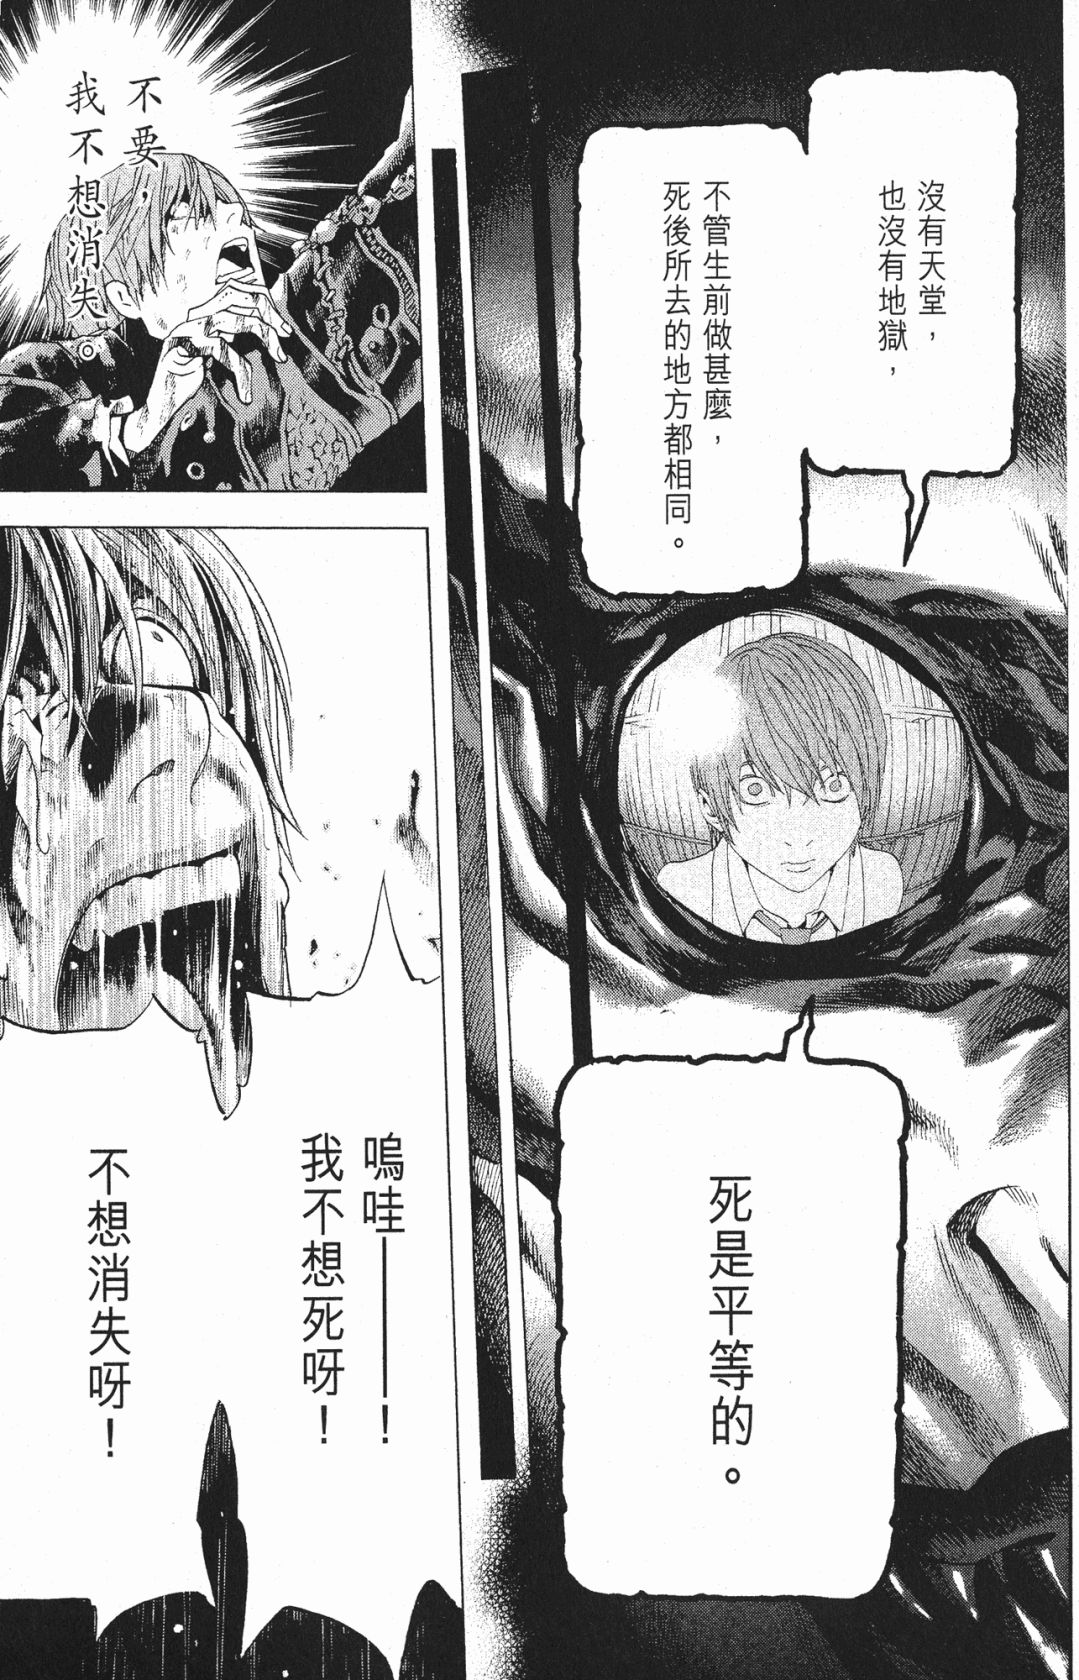 沒有天堂，
也沒有地獄，
不管生前做甚麼，
死後所去的地方都相同。
死是平等的。
不要，
我不想消失。
嗚哇——！
我不想死呀！
不想消失呀！